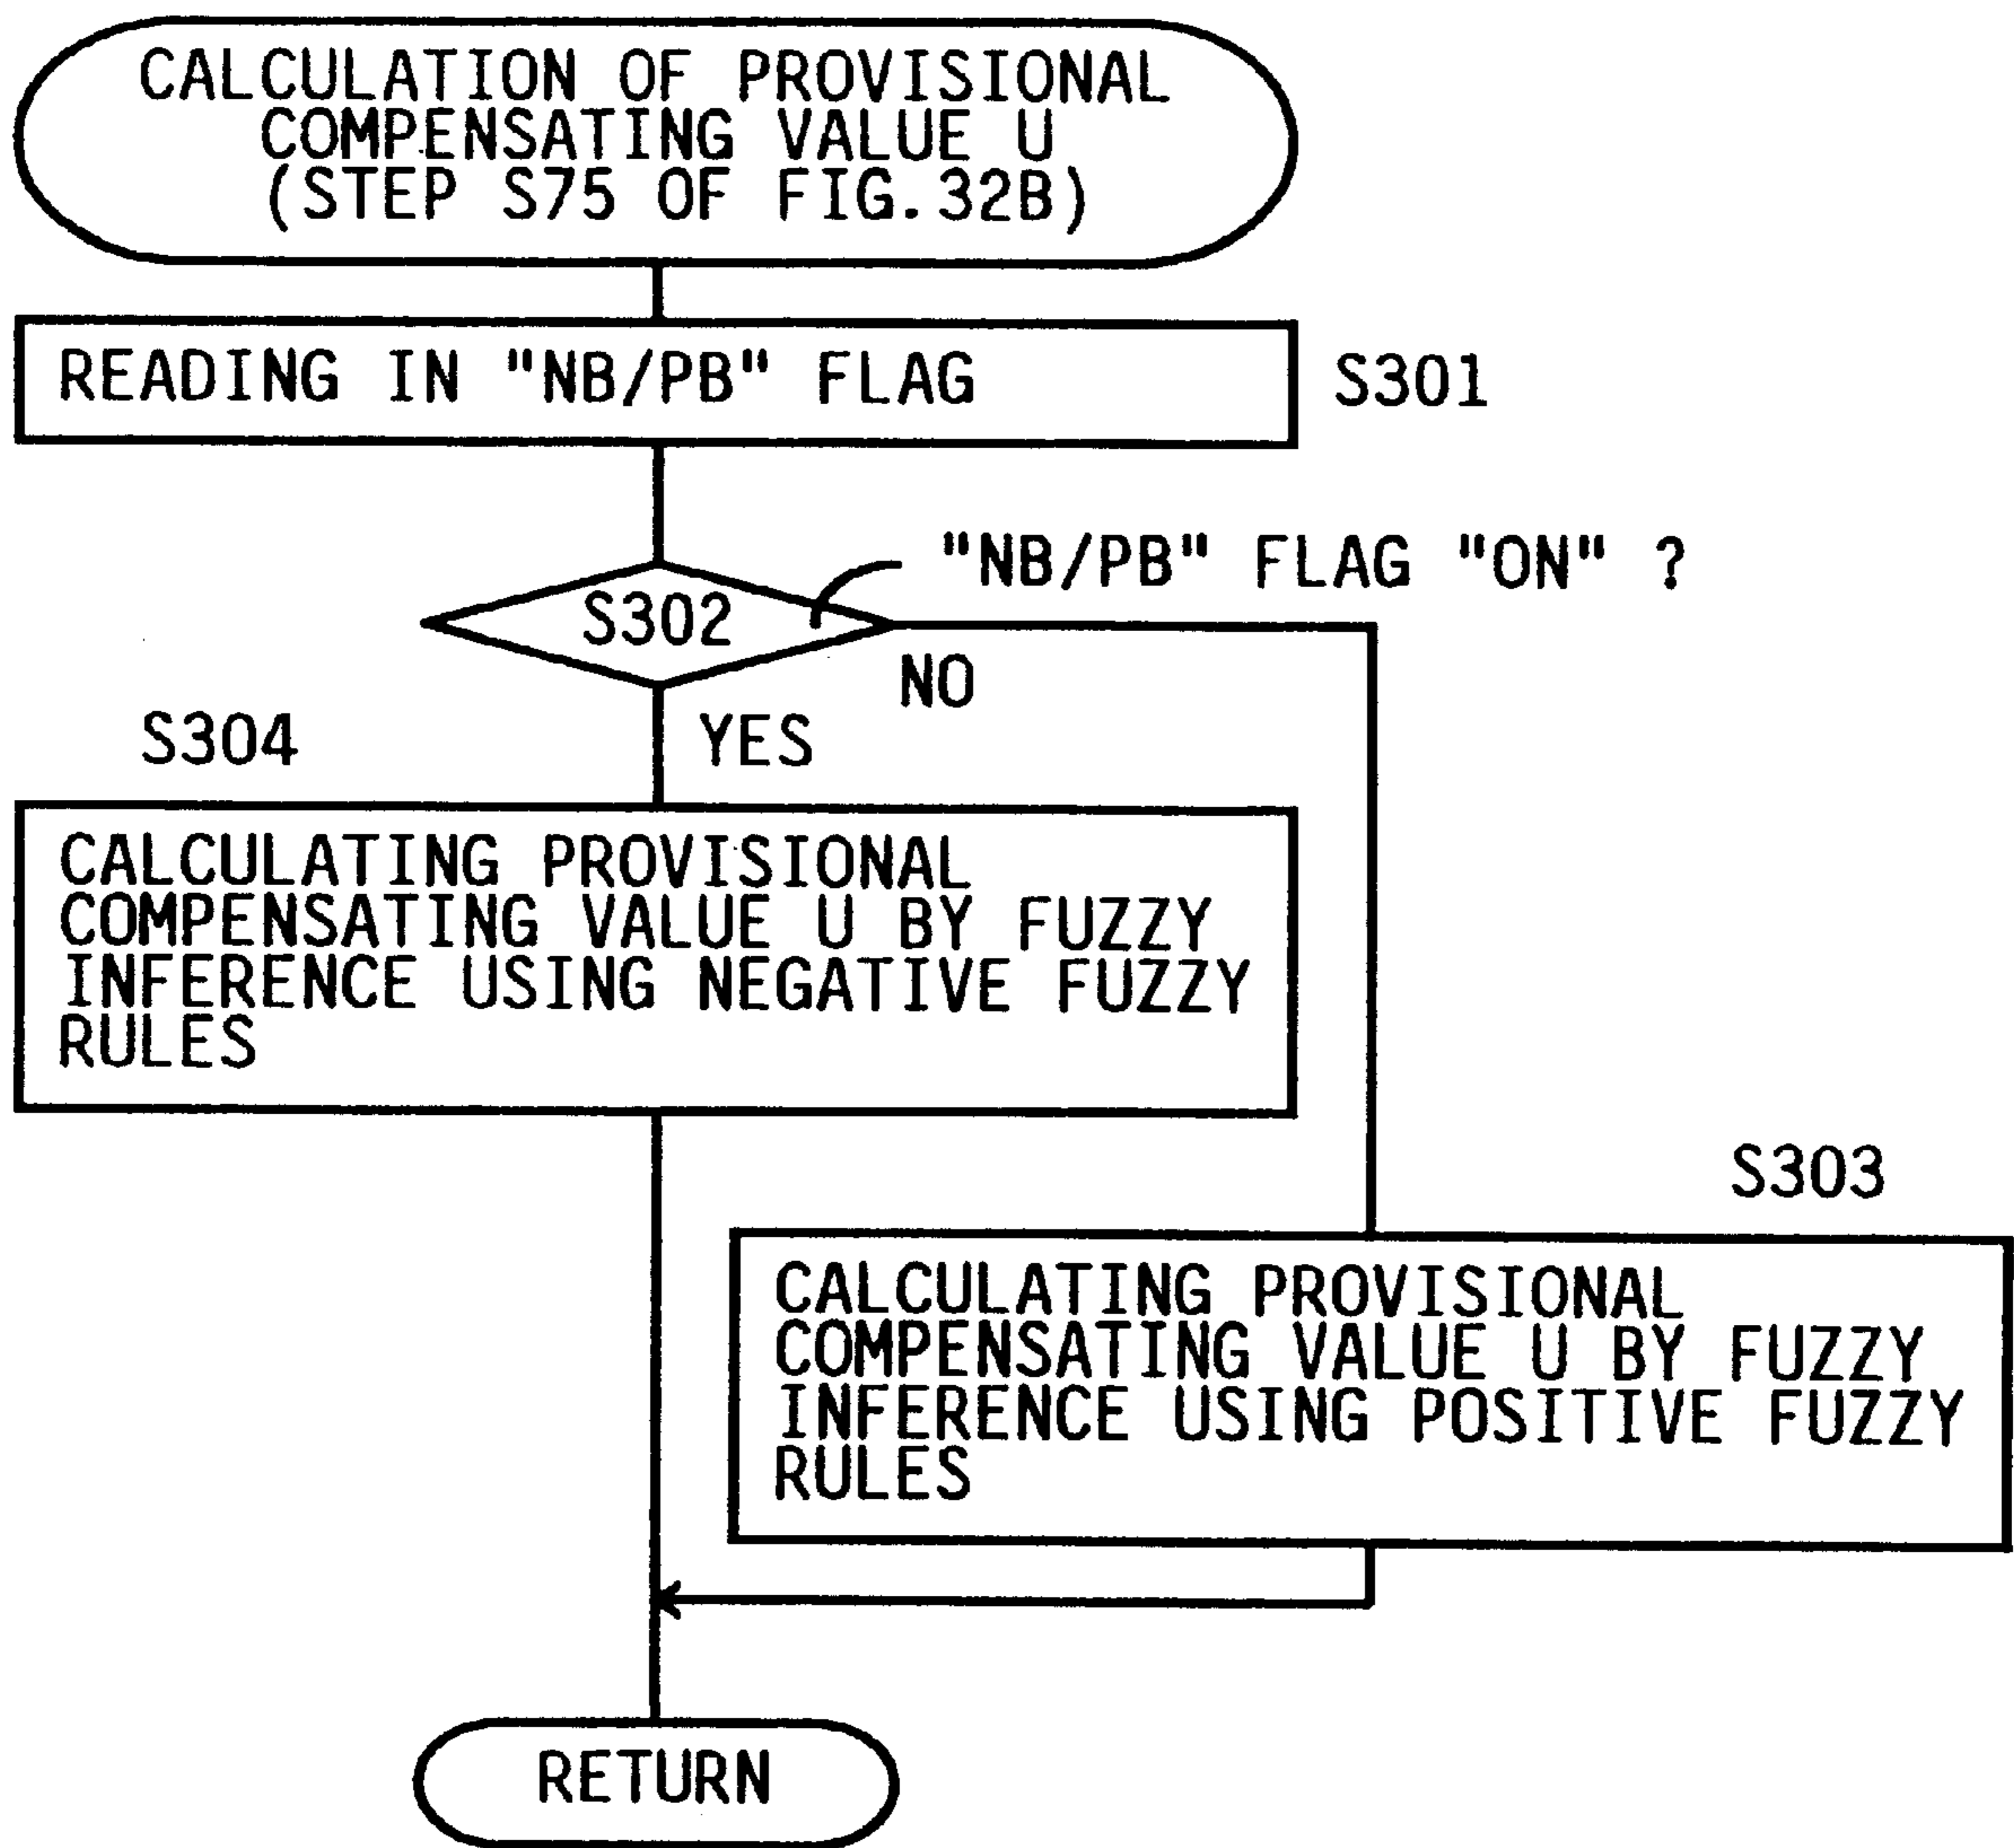 CALCULATION OF PROVISIONAL
COMPENSATING VALUE U
(STEP S75 OF FIG.32B)
READING IN "NB/PB" FLAG
S301
"NB/PB" FLAG "ON" ?
S302
NO
YES
S304
CALCULATING PROVISIONAL
COMPENSATING VALUE U BY FUZZY
INFERENCE USING NEGATIVE FUZZY
RULES
S303
CALCULATING PROVISIONAL
COMPENSATING VALUE U BY FUZZY
INFERENCE USING POSITIVE FUZZY
RULES
RETURN